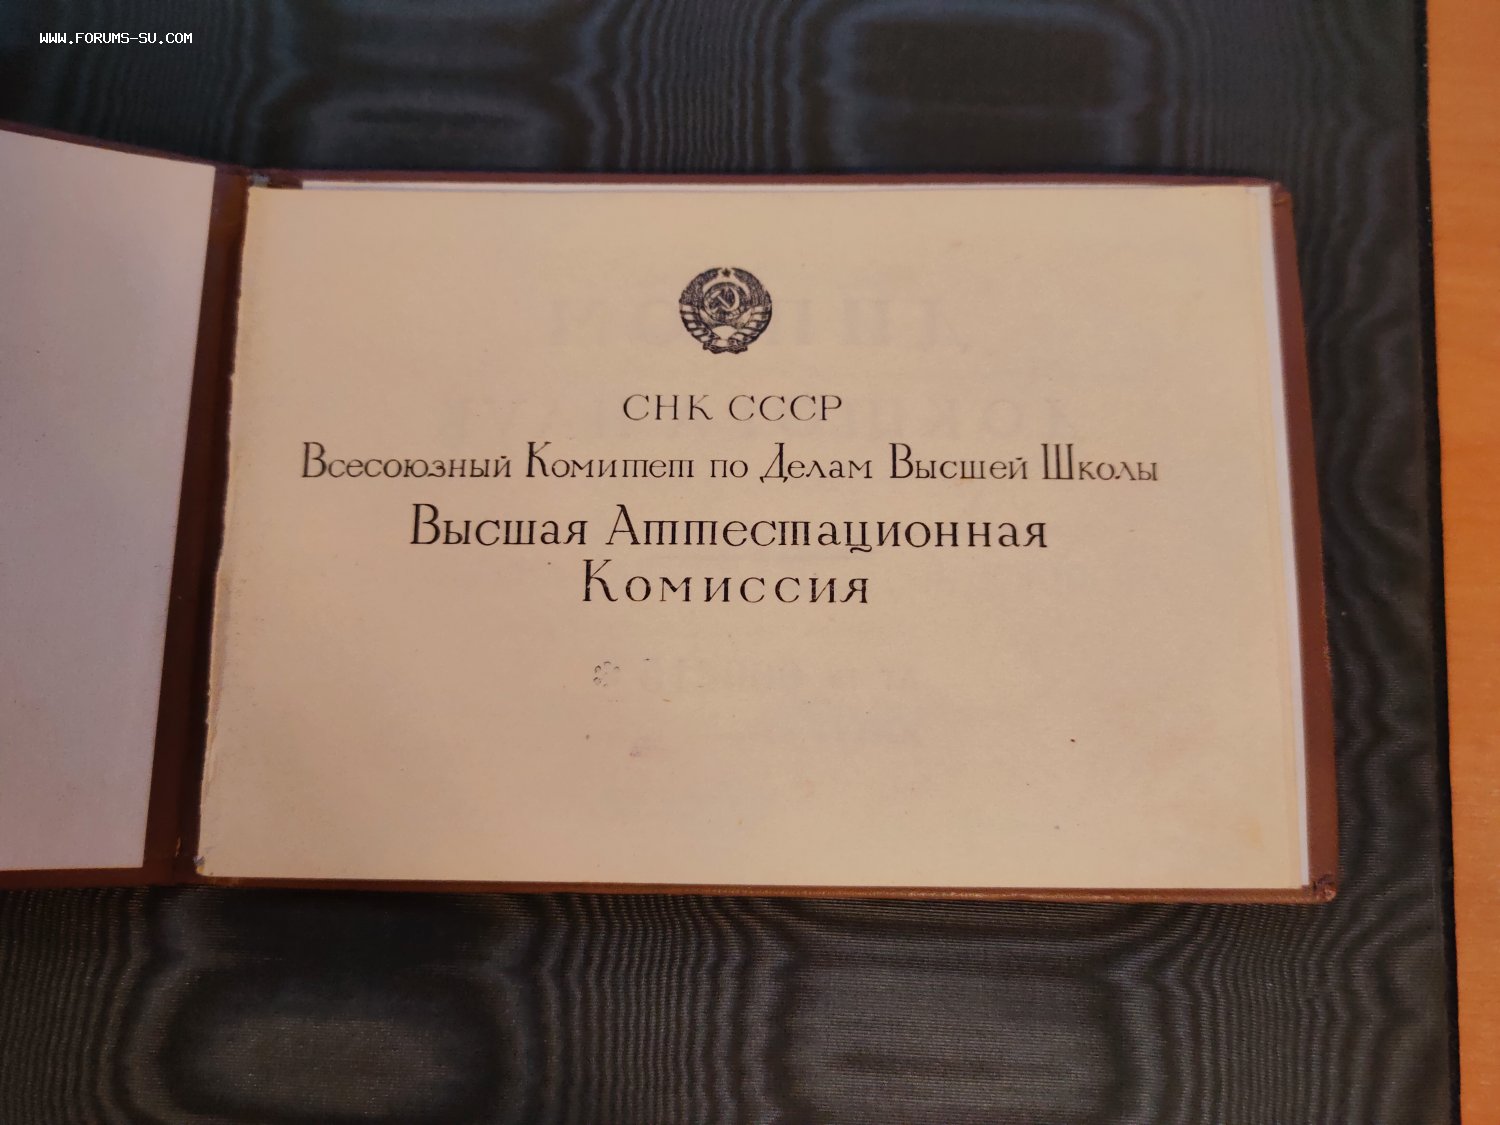 WWW.FORUMS-SU.COM
СНК СССР
Всесоюзный Комитет по Делам Высшей Школы
Высшая Аттестационная
Комиссия